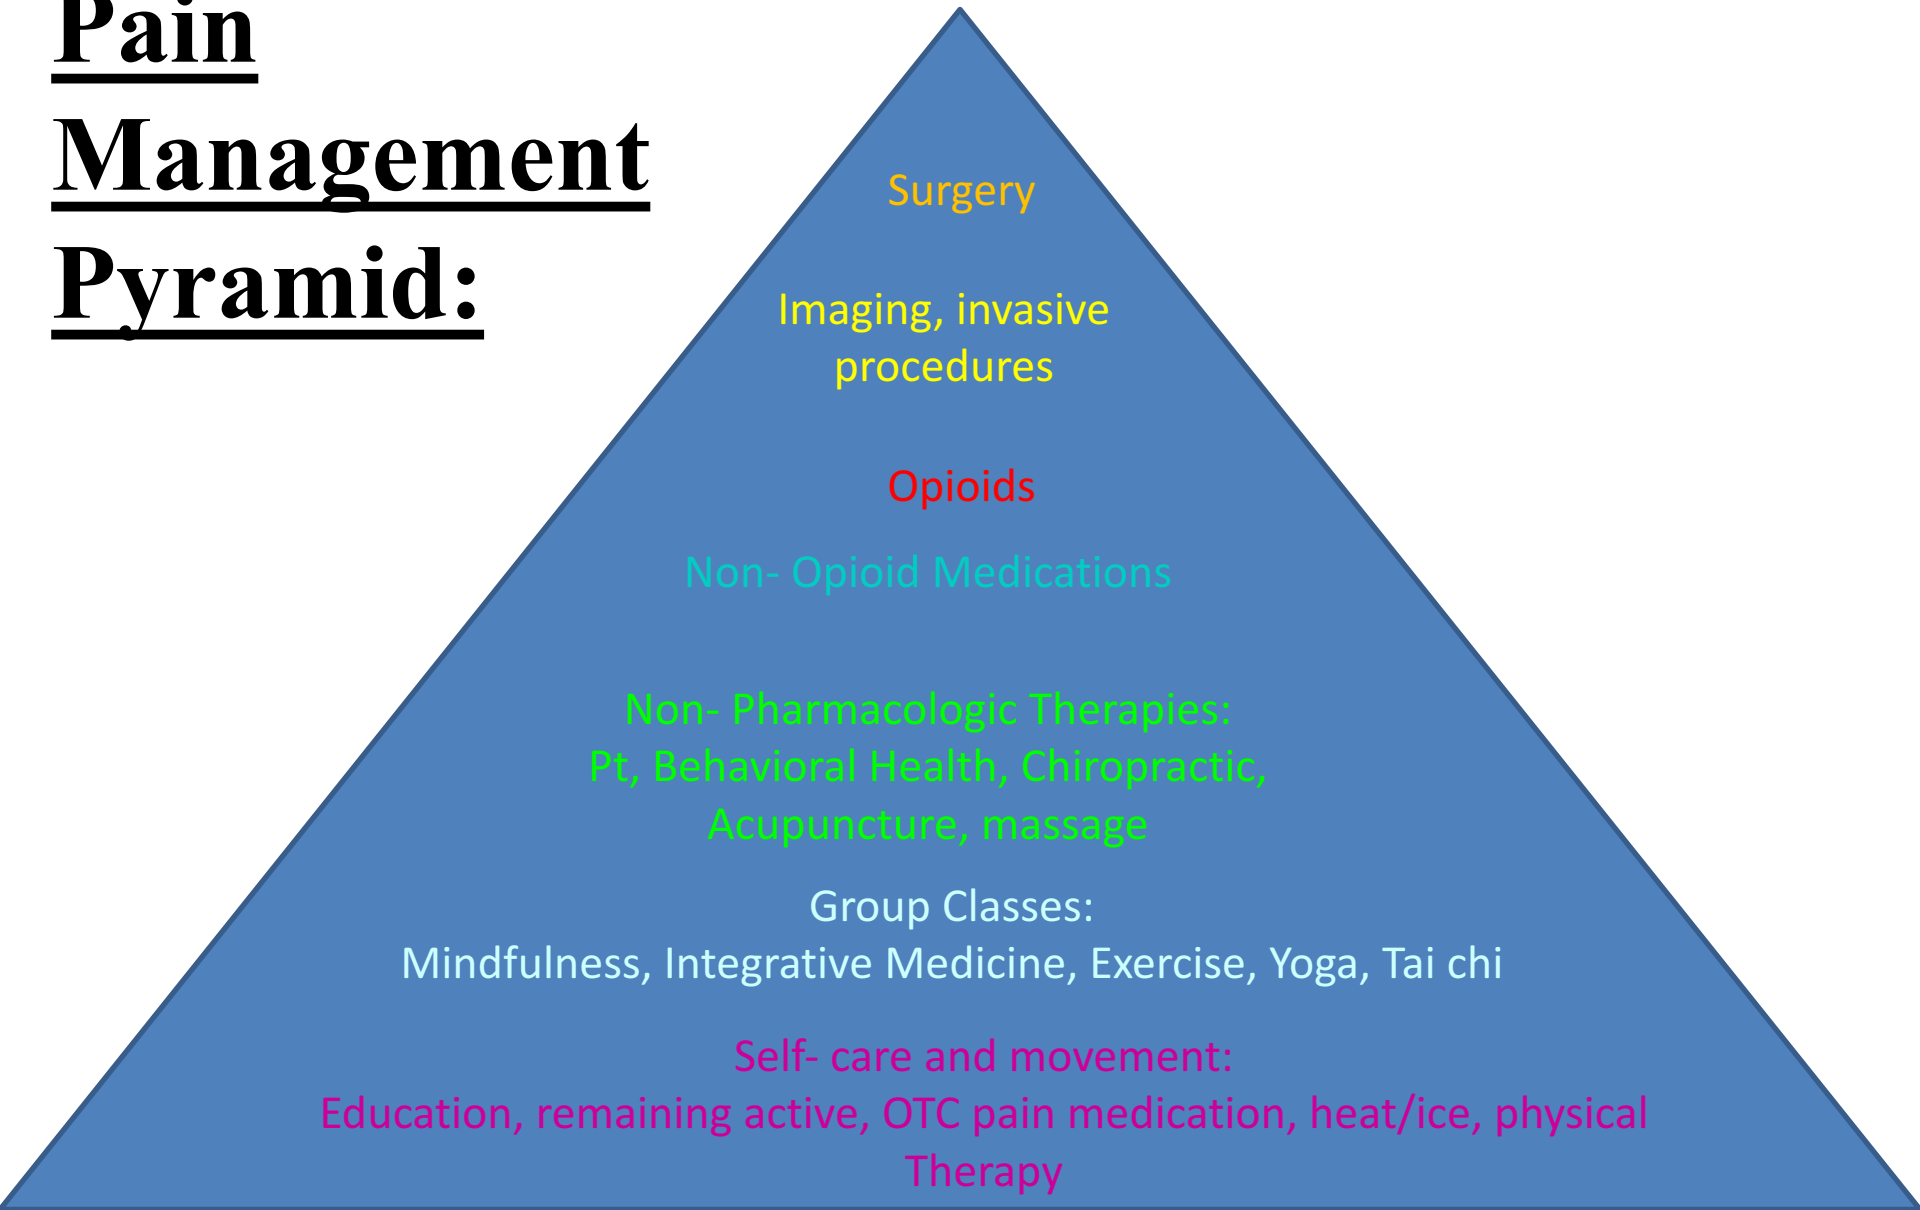 Pain
Management
Pyramid:
Surgery
Imaging, invasive
procedures
Opioids
Non- Opioid Medications
Non- Pharmacologic Therapies:
Pt, Behavioral Health, Chiropractic,
Acupuncture, massage
Group Classes:
Mindfulness, Integrative Medicine, Exercise, Yoga, Tai chi
Self- care and movement:
Education, remaining active, OTC pain medication, heat/ice, physical
Therapy